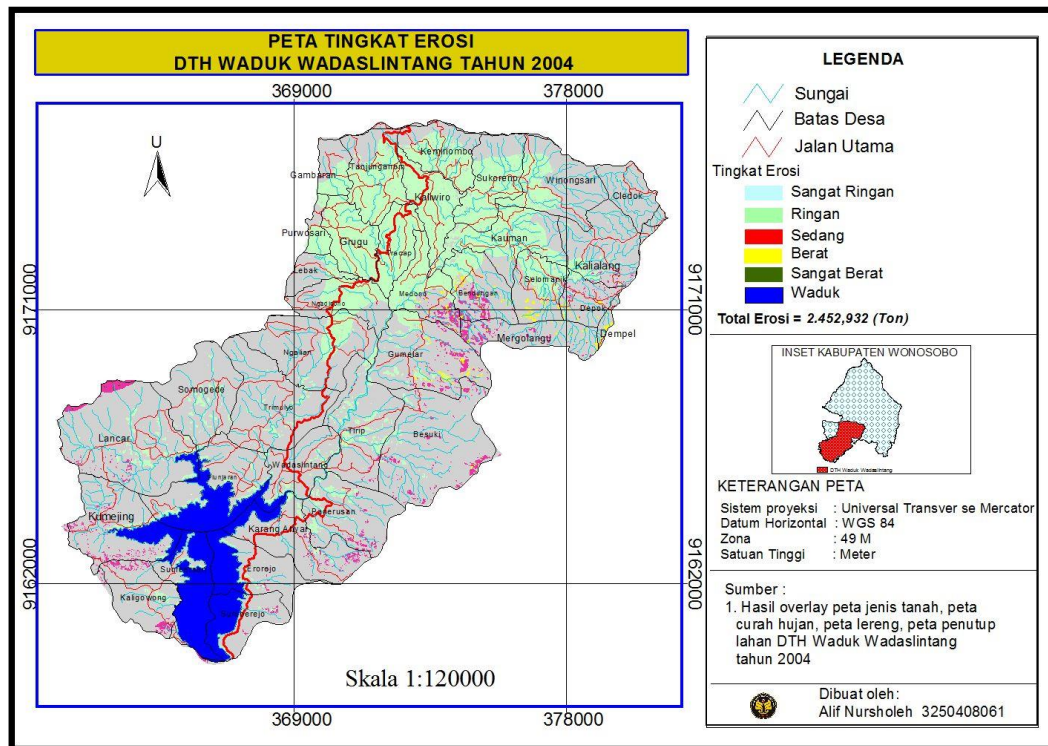 PETA TINGKAT EROSI
DTH WADUK WADASLINTANG TAHUN 2004
369000
378000
U
9171000
9162000
9171000
9162000
369000
378000
Gambaran
Tanjunganom
Kemiriombo
Sukoreno
Winongsari
Cledok
Kaliwiro
Purwosari
Grugu
Kauman
Tracap
Lebak
Selomanik
Kalialang
Ngadisono
Medono
Bendungan
Depok
Dempel
Mergolangu
Ngalian
Gumelar
Somogede
Trimulyo
Tirip
Besuki
Lancar
Wadaslintang
Kumejing
Panerusan
Karang Anyar
Erorejo
Kaligowong
Sumberejo
Skala 1:120000
LEGENDA
Sungai
Batas Desa
Jalan Utama
Tingkat Erosi
Sangat Ringan
Ringan
Sedang
Berat
Sangat Berat
Waduk
Total Erosi = 2.452,932 (Ton)
INSET KABUPATEN WONOSOBO
DTH Waduk Wadaslintang
KETERANGAN PETA
Sistem proyeksi : Universal Transver se Mercator
Datum Horizontal : WGS 84
Zona : 49 M
Satuan Tinggi : Meter
Sumber :
1. Hasil overlay peta jenis tanah, peta
curah hujan, peta lereng, peta penutup
lahan DTH Waduk Wadaslintang
tahun 2004
Dibuat oleh:
Alif Nursholeh 3250408061